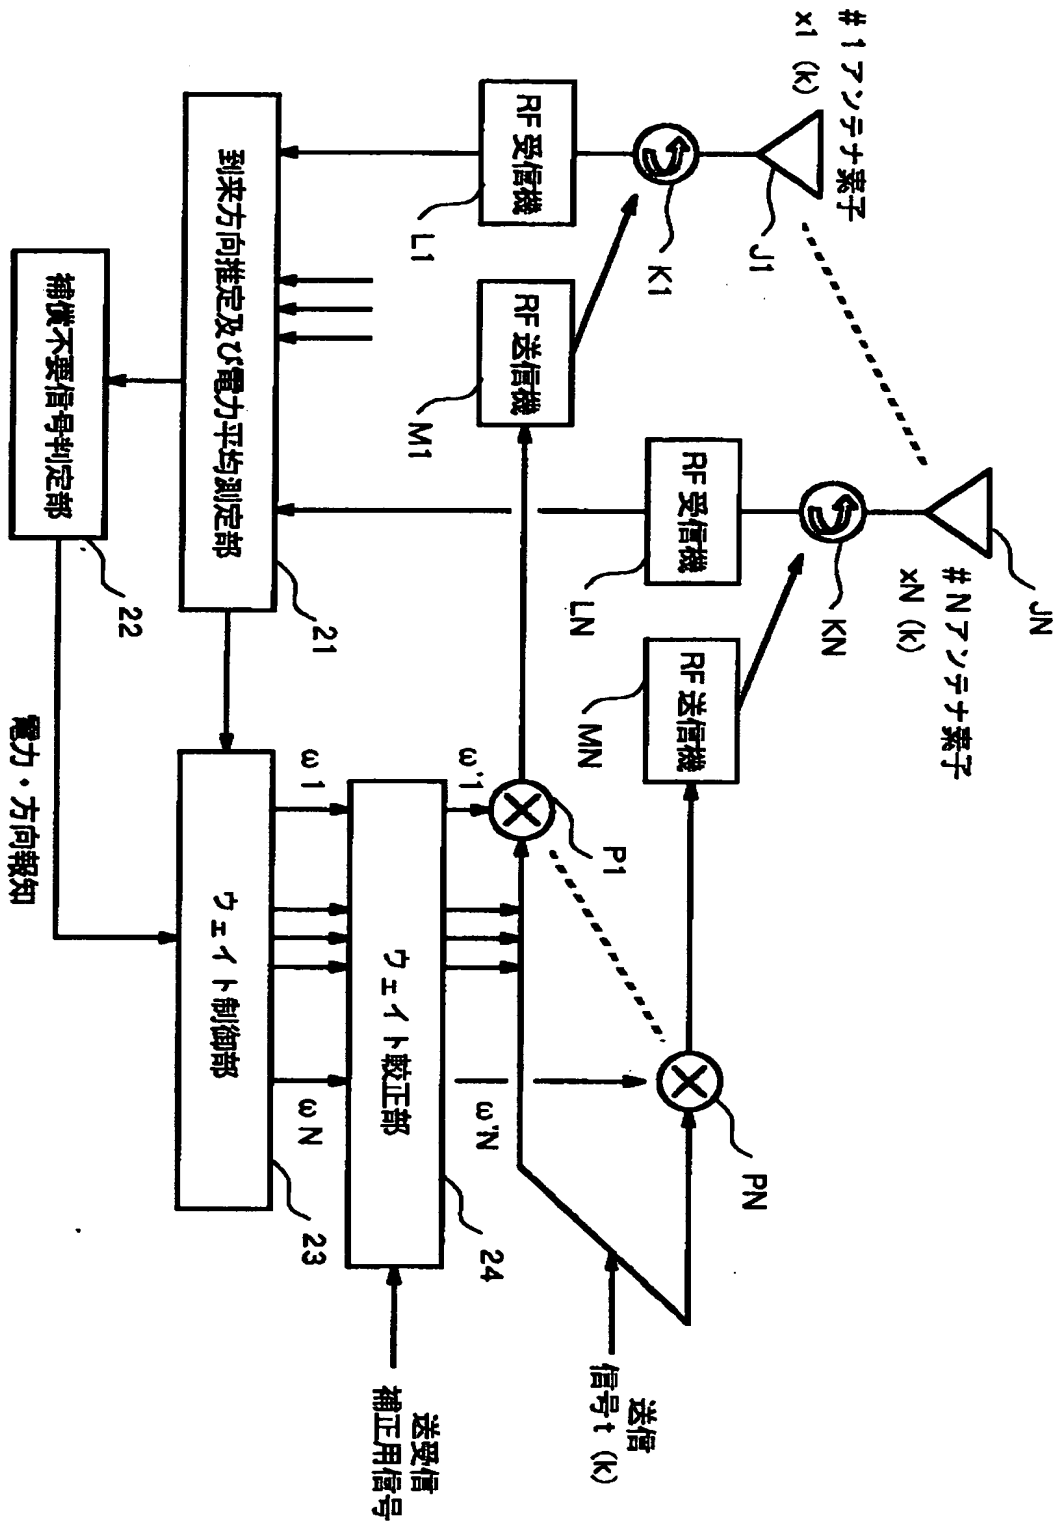 #1アンテナ素子
x1 (k)
J1
K1
RF受信機
L1
RF送信機
M1
JN
#Nアンテナ素子
xN (k)
KN
RF受信機
LN
RF送信機
MN
到来方向推定及び電力平均測定部
21
補償不要信号判定部
22
電力・方向報知
ω1
ω'1
P1
ウェイト制御部
23
ωN
ウェイト較正部
24
ω'N
PN
送信
信号t (k)
送受信
補正用信号